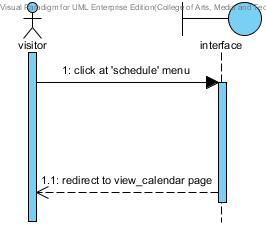 Visual Paradigm for UML Enterprise Edition(College of Arts, Media and Tec
visitor
interface
1: click at 'schedule' menu
1.1: redirect to view_calendar page